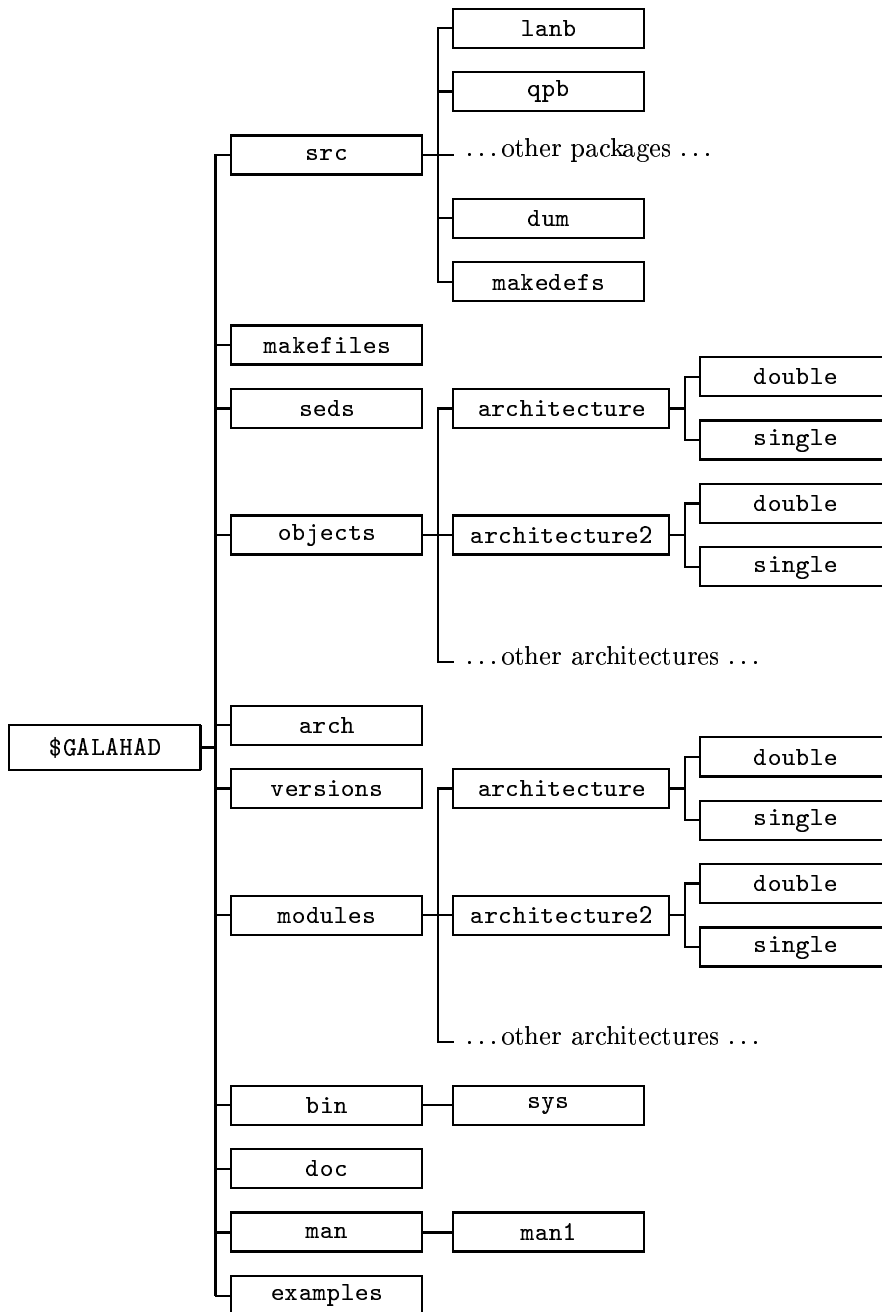 lanb
qpb
src
...other packages ...
dum
makedefs
makefiles
double
seds
architecture
single
double
objects
architecture2
single
...other architectures ...
arch
$GALAHAD
double
versions
architecture
single
double
modules
architecture2
single
...other architectures ...
bin
sys
doc
man
man1
examples